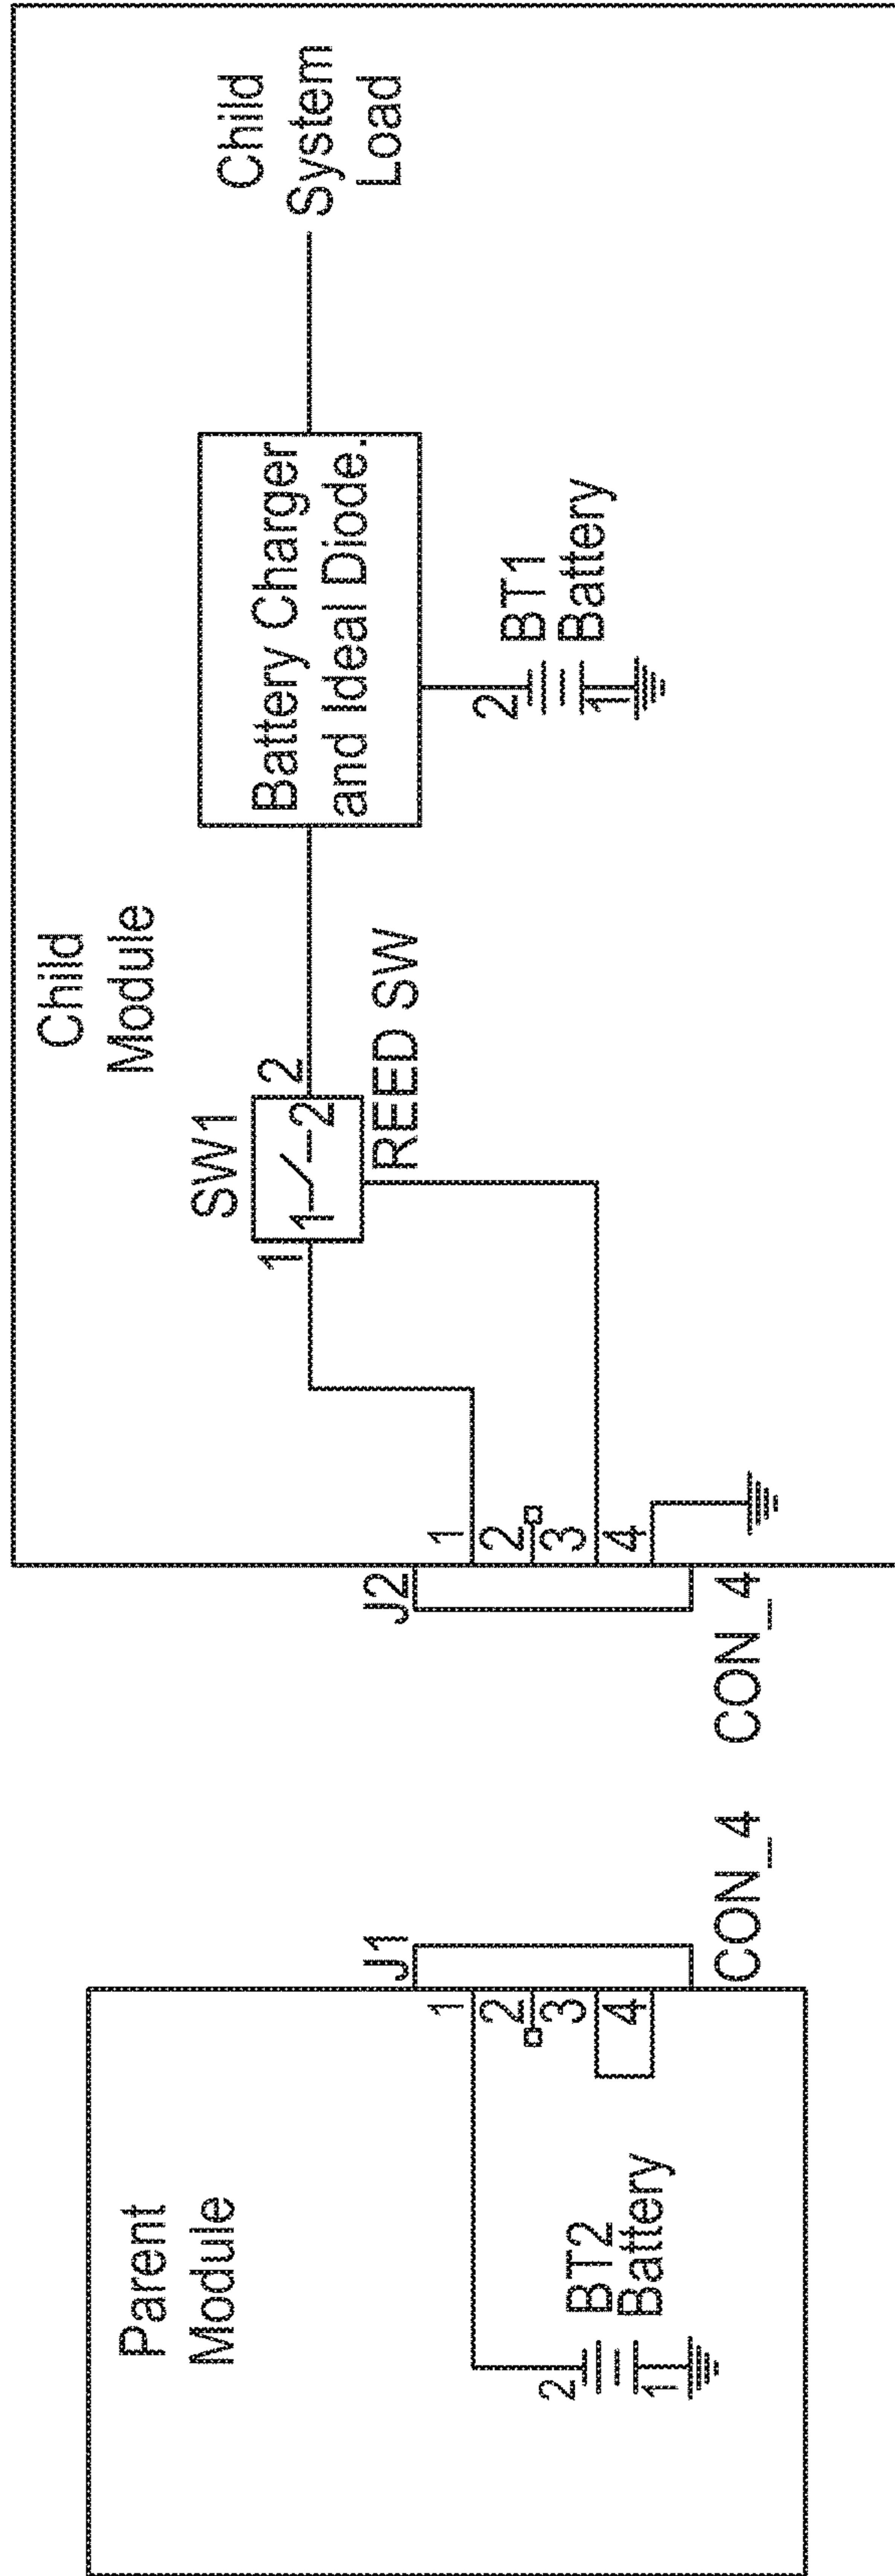 Parent
Module
BT2
Battery
2
1
J1
1
2
3
4
CON_4
J2
1
2
3
4
CON_4
Child
Module
SW1
1
2
1
2
REED SW
Battery Charger
and Ideal Diode.
2
1
BT1
Battery
Child
System
Load